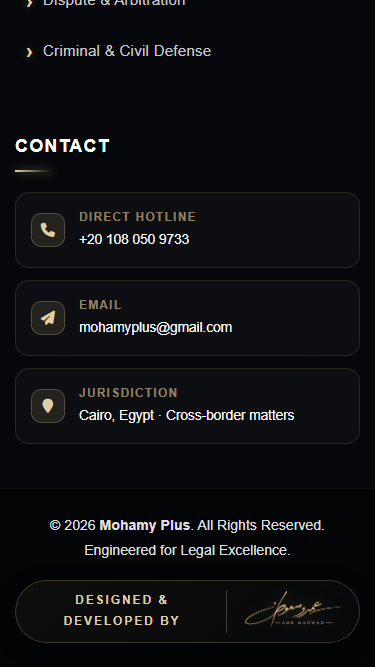 Dispute & Arbitration
Criminal & Civil Defense
CONTACT
DIRECT HOTLINE
+20 108 050 9733
EMAIL
mohamyplus@gmail.com
JURISDICTION
Cairo, Egypt · Cross-border matters
© 2026 Mohamy Plus. All Rights Reserved.
Engineered for Legal Excellence.
DESIGNED &
DEVELOPED BY